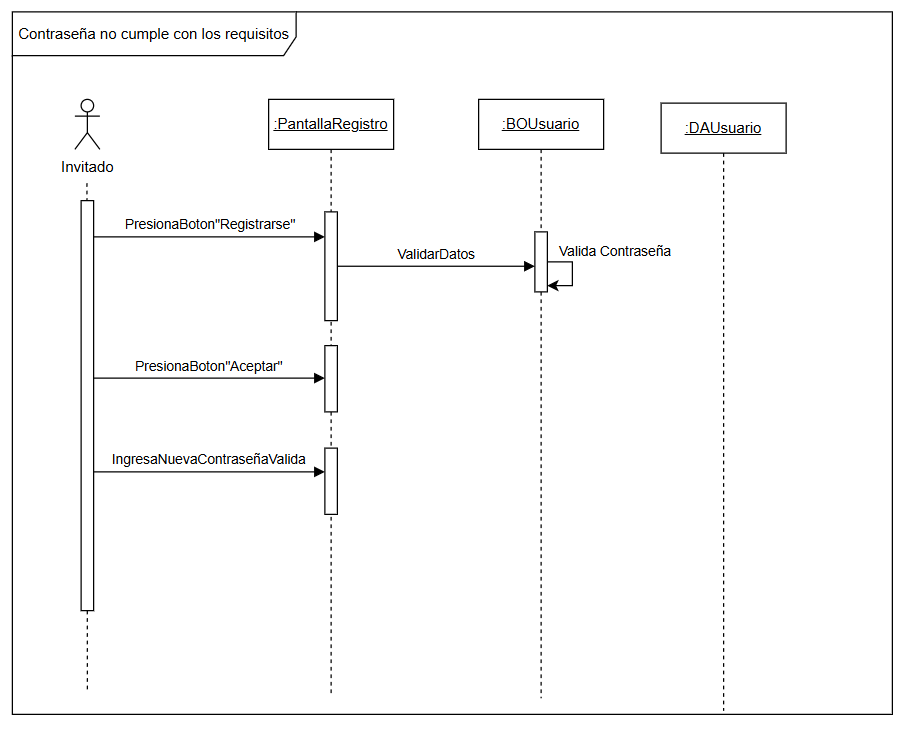 Contraseña no cumple con los requisitos
Invitado
:PantallaRegistro
:BOUsuario
:DAUsuario
PresionaBoton"Registrarse"
ValidarDatos
Valida Contraseña
PresionaBoton"Aceptar"
IngresaNuevaContraseñaValida